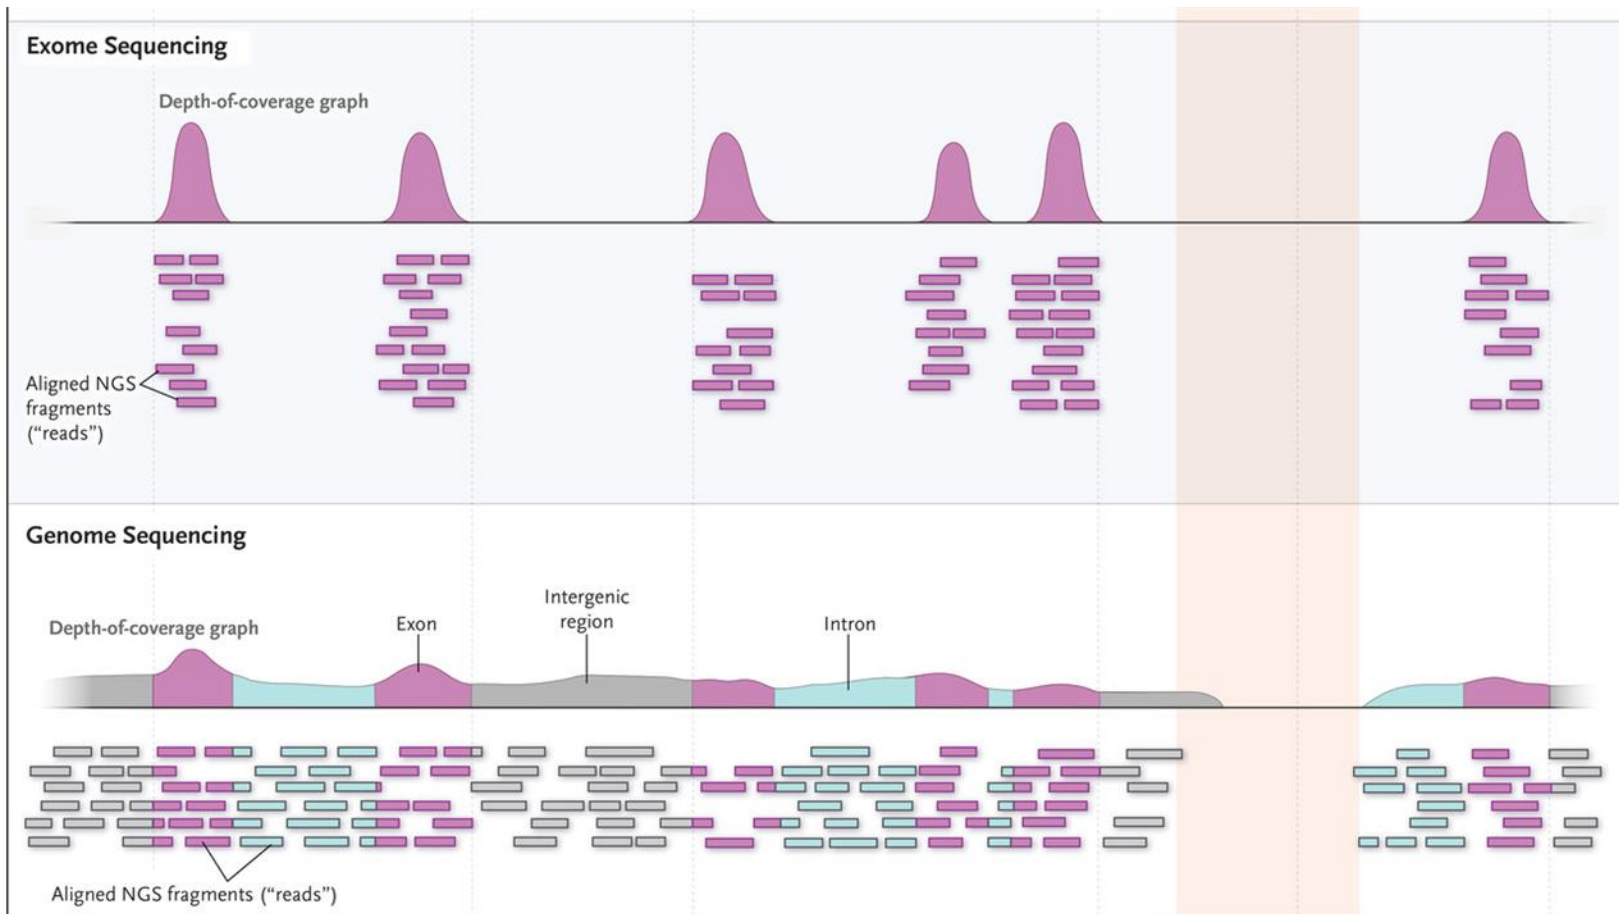 Exome Sequencing
Depth-of-coverage graph
Aligned NGS
fragments
(“reads”)
Genome Sequencing
Depth-of-coverage graph
Exon
Intergenic
region
Intron
Aligned NGS fragments (“reads”)